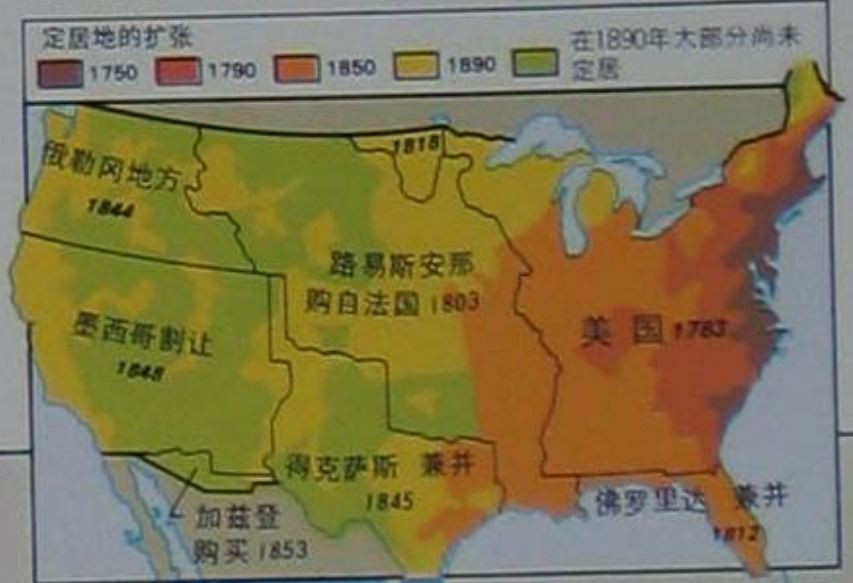 定居地的扩张
1750 1790 1850 1890 在1890年大部分尚未
定居
1818
俄勒冈地方
1844
路易斯安那
购自法国 1803
美国 1783
墨西哥割让
1848
得克萨斯 兼并
1845
佛罗里达 兼并
1812
加兹登
购买 1853